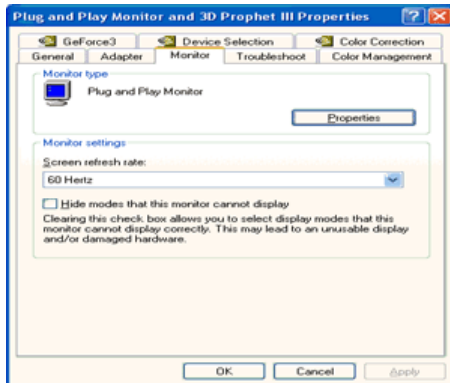 Plug and Play Monitor and 3D Prophet III Properties
GeForce3 Device Selection Color Correction
General Adapter Monitor Troubleshoot Color Management
Monitor type
Plug and Play Monitor
Properties
Monitor settings
Screen refresh rate:
60 Hertz
Hide modes that this monitor cannot display
Clearing this check box allows you to select display modes that this
monitor cannot display correctly. This may lead to an unusable display
and/or damaged hardware.
OK Cancel Apply